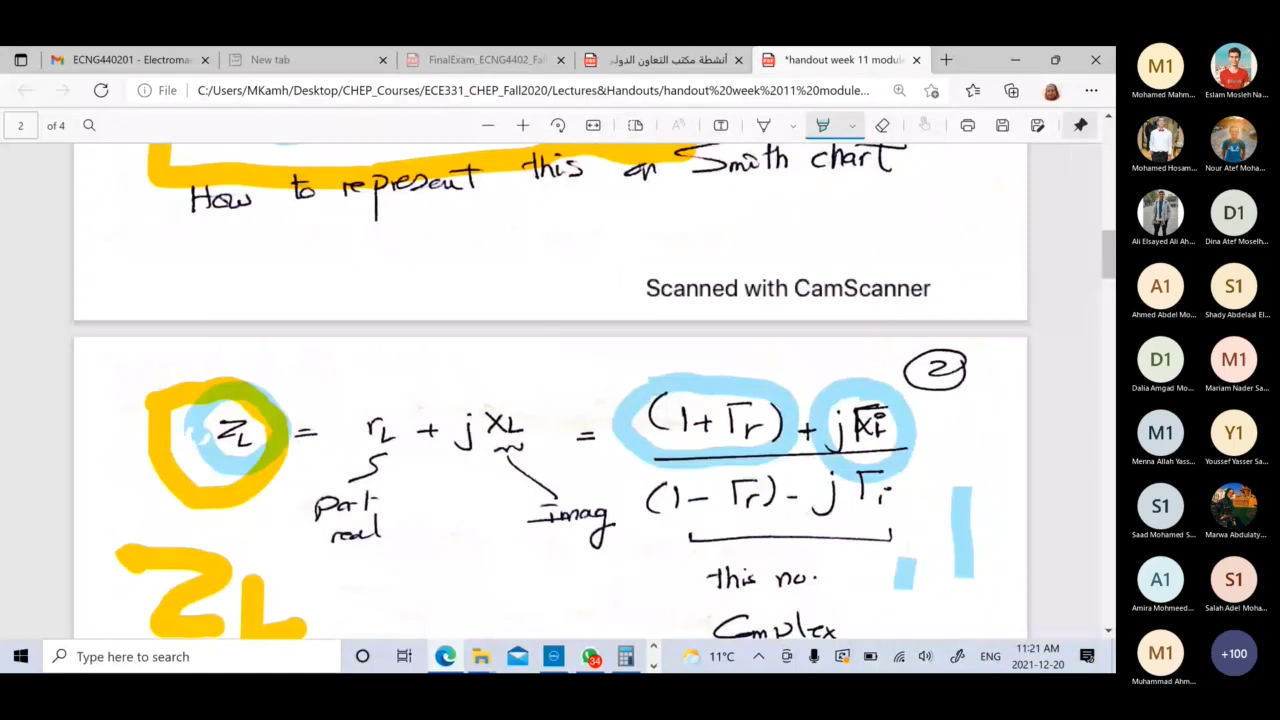 ECNG440201 - Electroma
New tab
FinalExam_ECNG4402_Fal
أنشطة مكتب التعاون الدول
*handout week 11 module
File
C:/Users/MKamh/Desktop/CHEP_Courses/ECE331_CHEP_Fall2020/Lectures&Handouts/handout%20week%2011%20module...
2 of 4
How to represent this on Smith chart
Scanned with CamScanner
2
ZL = rL + j XL = (1 + Γr) + j Γi
(1 - Γr) - j Γi
part
real
Imag
this no.
Complex
ZL
Type here to search
34
11°C
ENG
11:21 AM
2021-12-20
M1
Mohamed Mahm...
Eslam Mosleh Na...
Mohamed Hosam...
Nour Atef Moha...
Ali Elsayed Ali Ah...
D1
Dina Atef Moselh...
A1
Ahmed Abdel Mo...
S1
Shady Abdelaal El...
D1
Dalia Amgad Mo...
M1
Mariam Nader Sa...
M1
Menna Allah Yass...
Y1
Youssef Yasser Sa...
S1
Saad Mohamed S...
Marwa Abdulaty...
A1
Amira Mohmeed...
S1
Salah Adel Moha...
M1
Muhammad Ahm...
+100